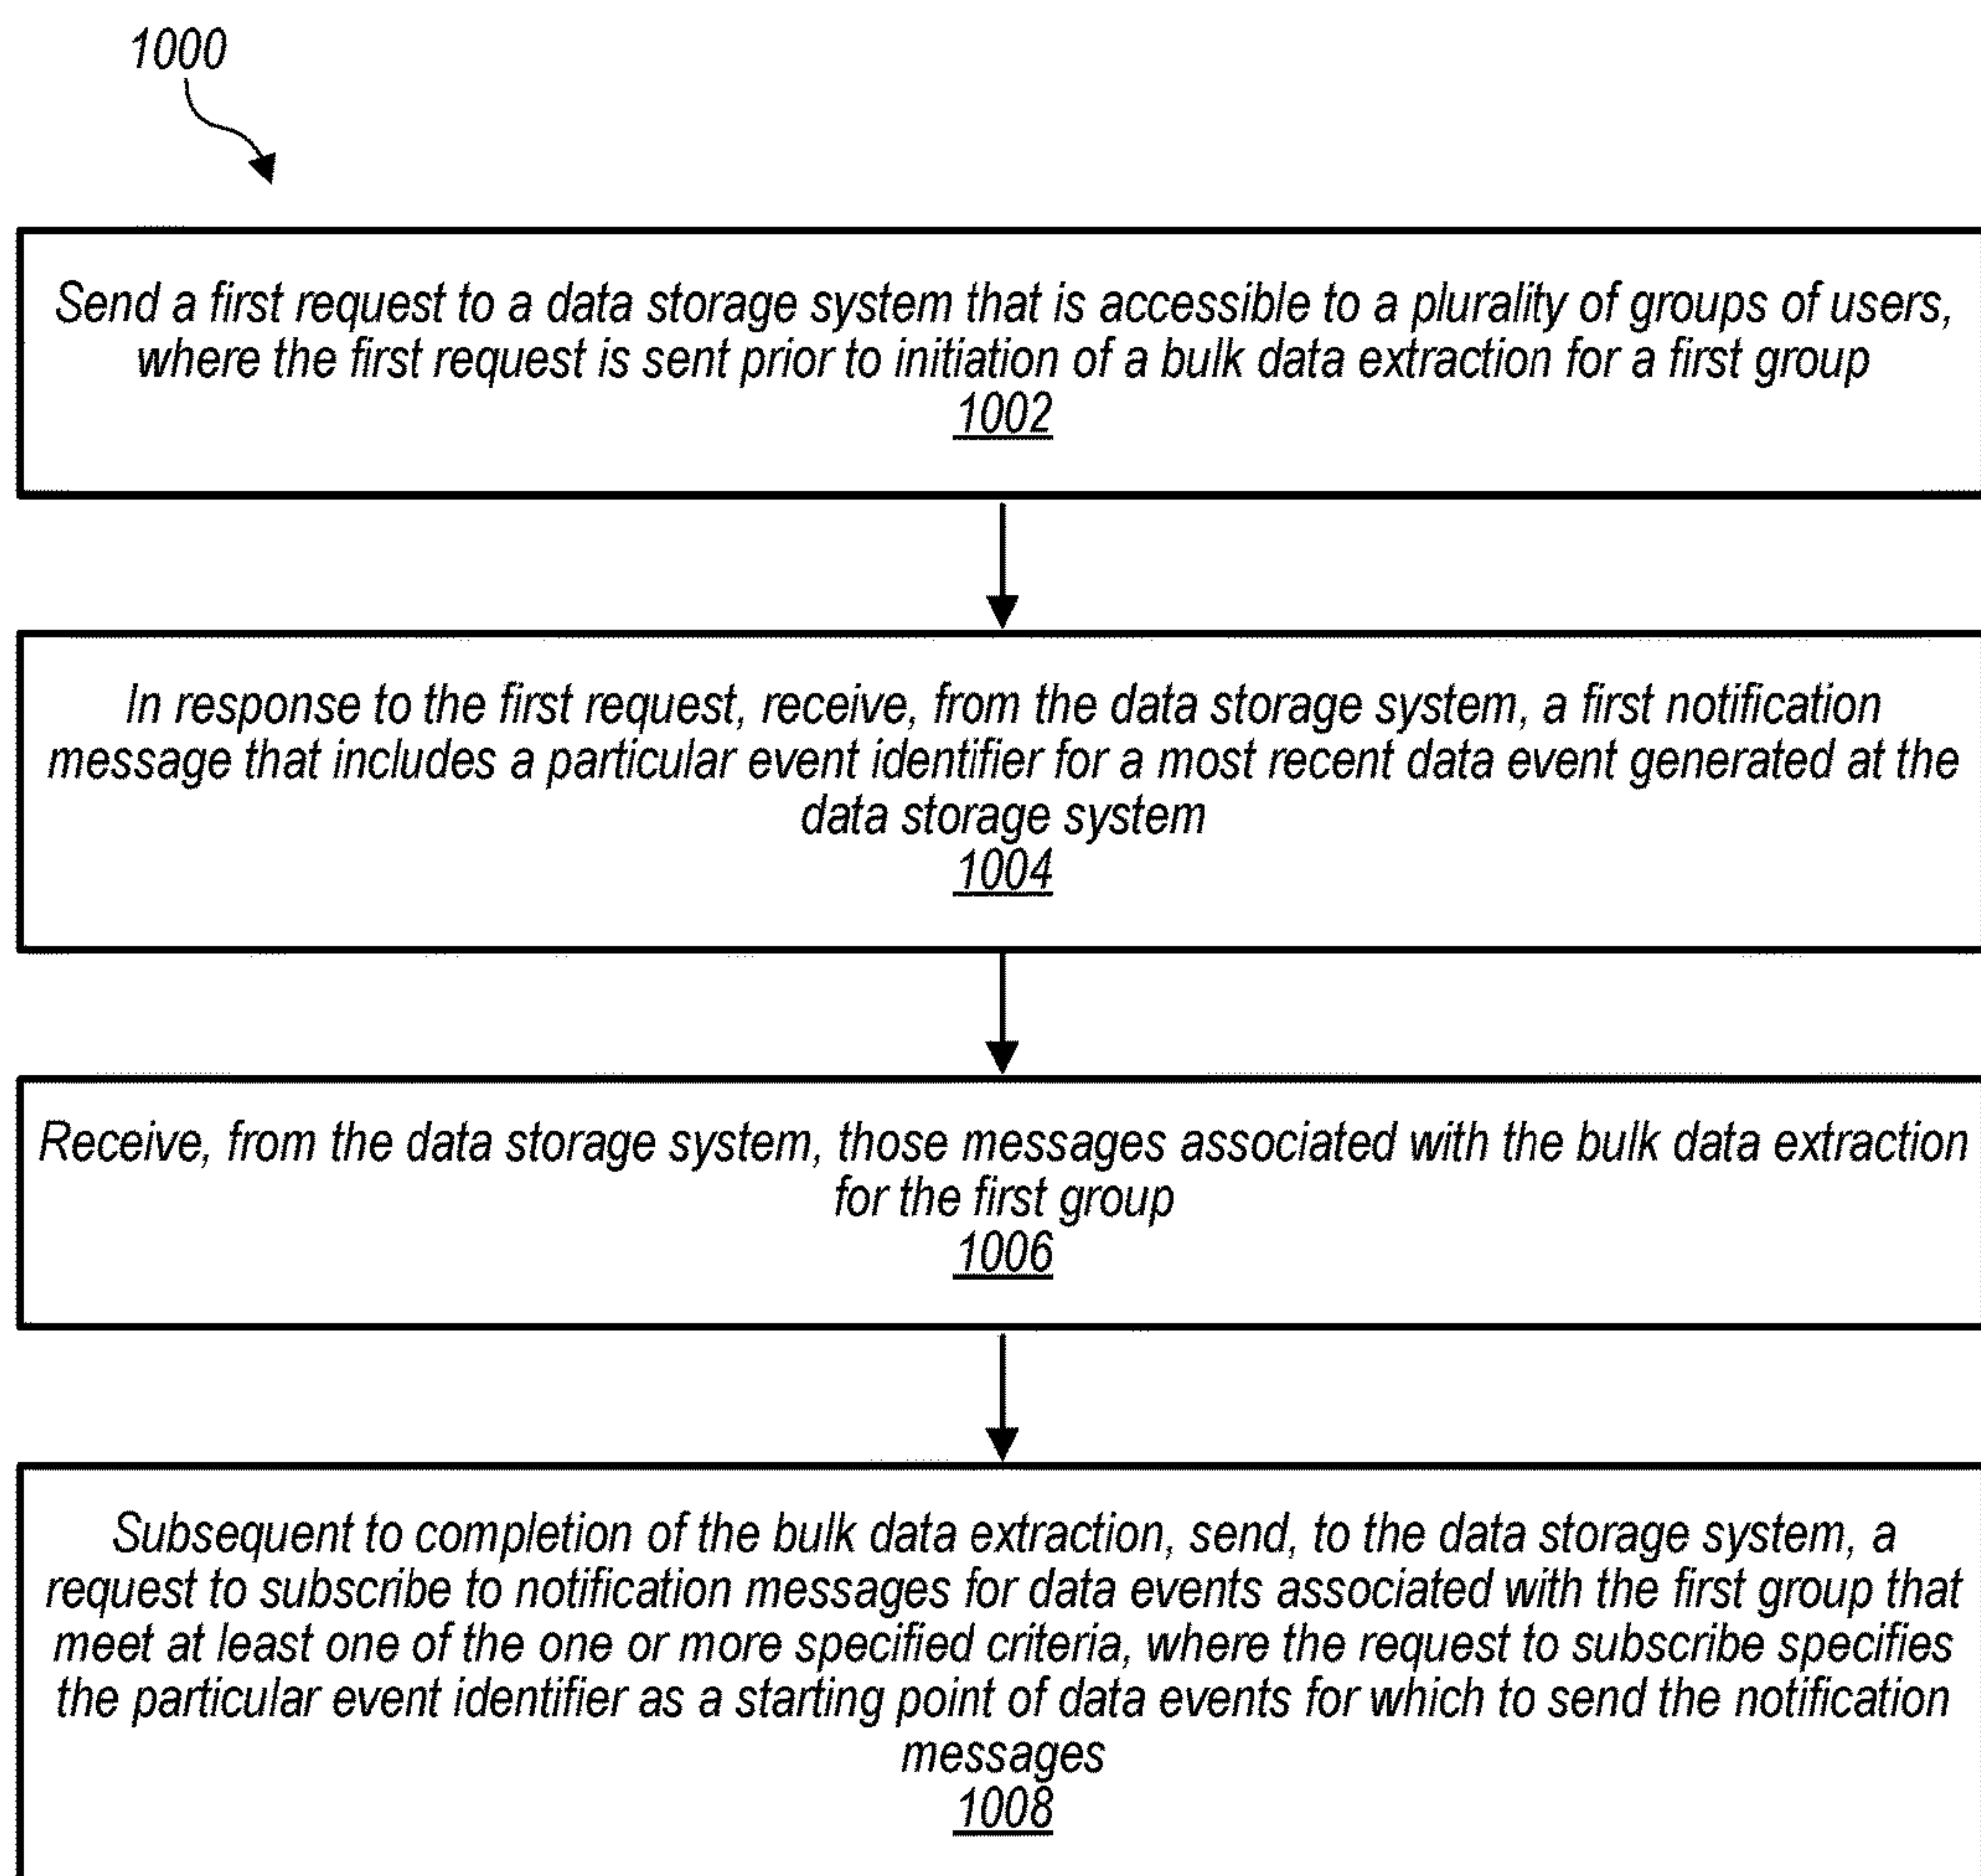 1000
Send a first request to a data storage system that is accessible to a plurality of groups of users,
where the first request is sent prior to initiation of a bulk data extraction for a first group
1002
In response to the first request, receive, from the data storage system, a first notification
message that includes a particular event identifier for a most recent data event generated at the
data storage system
1004
Receive, from the data storage system, those messages associated with the bulk data extraction
for the first group
1006
Subsequent to completion of the bulk data extraction, send, to the data storage system, a
request to subscribe to notification messages for data events associated with the first group that
meet at least one of the one or more specified criteria, where the request to subscribe specifies
the particular event identifier as a starting point of data events for which to send the notification
messages
1008